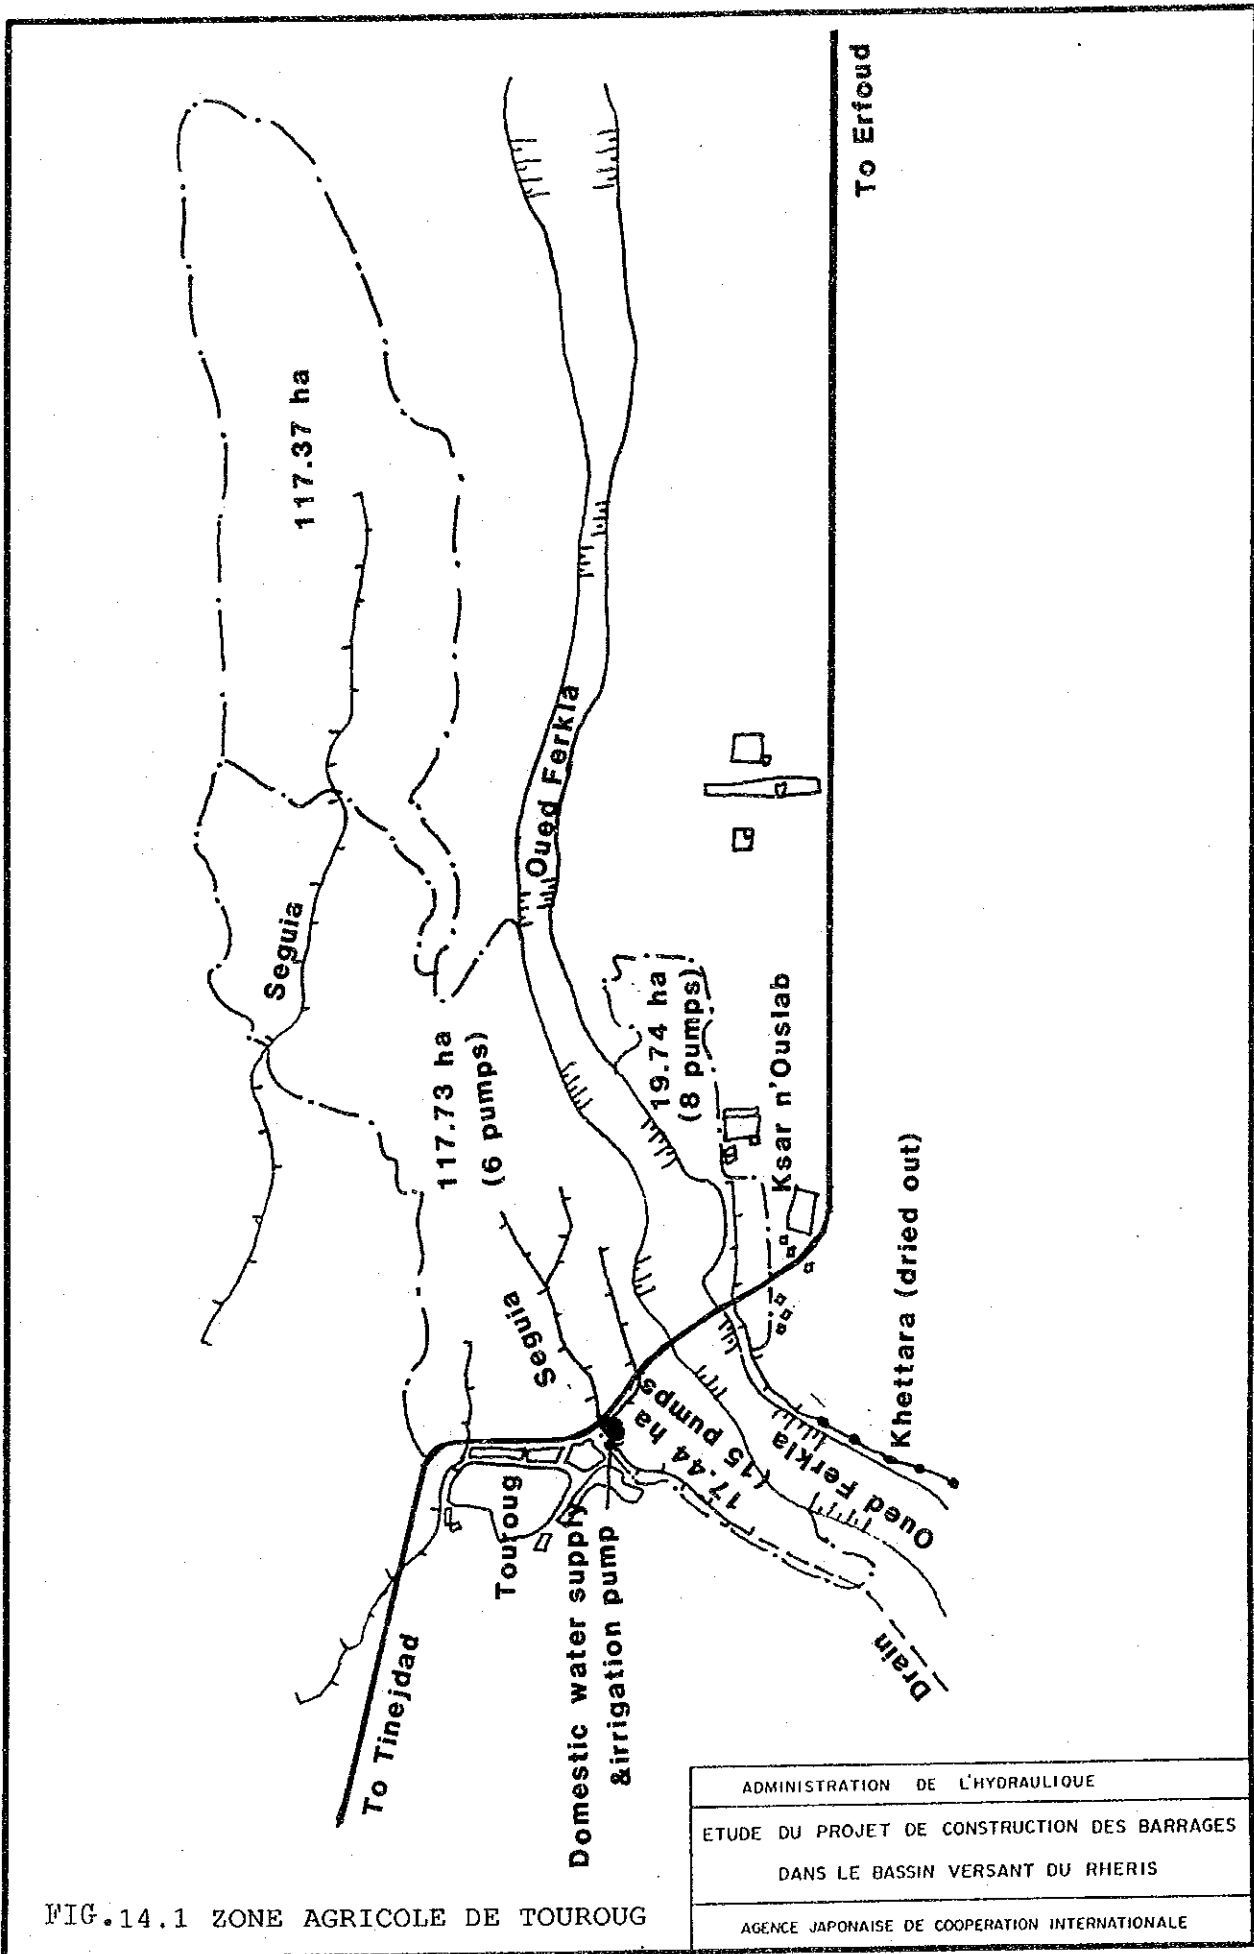 To Erfoud
117.37 ha
Oued Ferkla
Seguia
117.73 ha
(6 pumps)
19.74 ha
(8 pumps)
Ksar n'Ouslab
Seguia
Khettara (dried out)
17.44 ha
(15 pumps
Oued Ferkla
Touroug
Domestic water supply
&irrigation pump
Drain
To Tinejdad
ADMINISTRATION DE L'HYDRAULIQUE
ETUDE DU PROJET DE CONSTRUCTION DES BARRAGES
DANS LE BASSIN VERSANT DU RHERIS
AGENCE JAPONAISE DE COOPERATION INTERNATIONALE
FIG.14.1 ZONE AGRICOLE DE TOUROUG